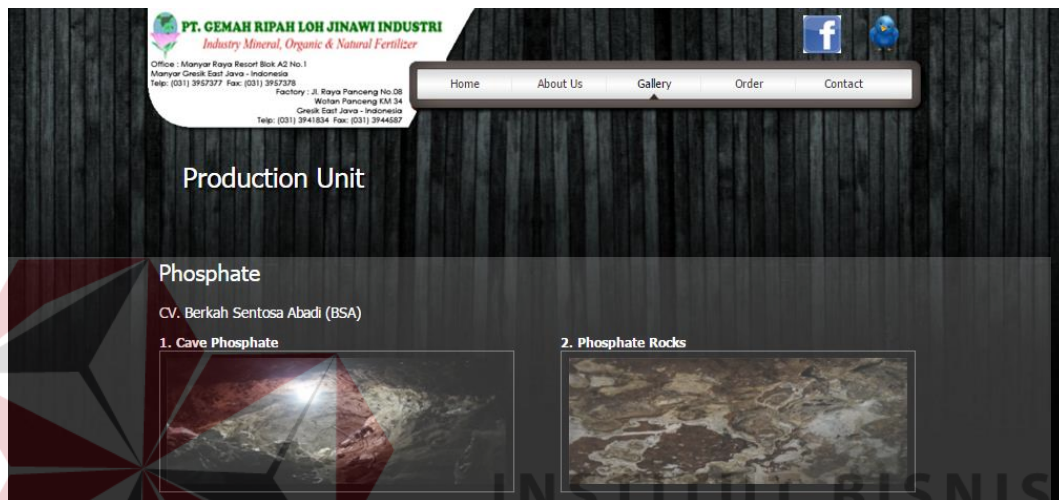 PT. GEMAH RIPAH LOH JINAWI INDUSTRI
Industry Mineral, Organic & Natural Fertilizer
Office : Manyar Raya Resort Blok A2 No.1
Manyar Gresik East Java - Indonesia
Telp: (031) 3957377 Fax: (031) 3957378
Factory : Jl. Raya Panceng No.08
Wotan Panceng KM 34
Gresik East Java - Indonesia
Telp: (031) 3941834 Fax: (031) 3944587
f
Home About Us Gallery Order Contact
Production Unit
Phosphate
CV. Berkah Sentosa Abadi (BSA)
1. Cave Phosphate 2. Phosphate Rocks
INSTITUT BISNIS